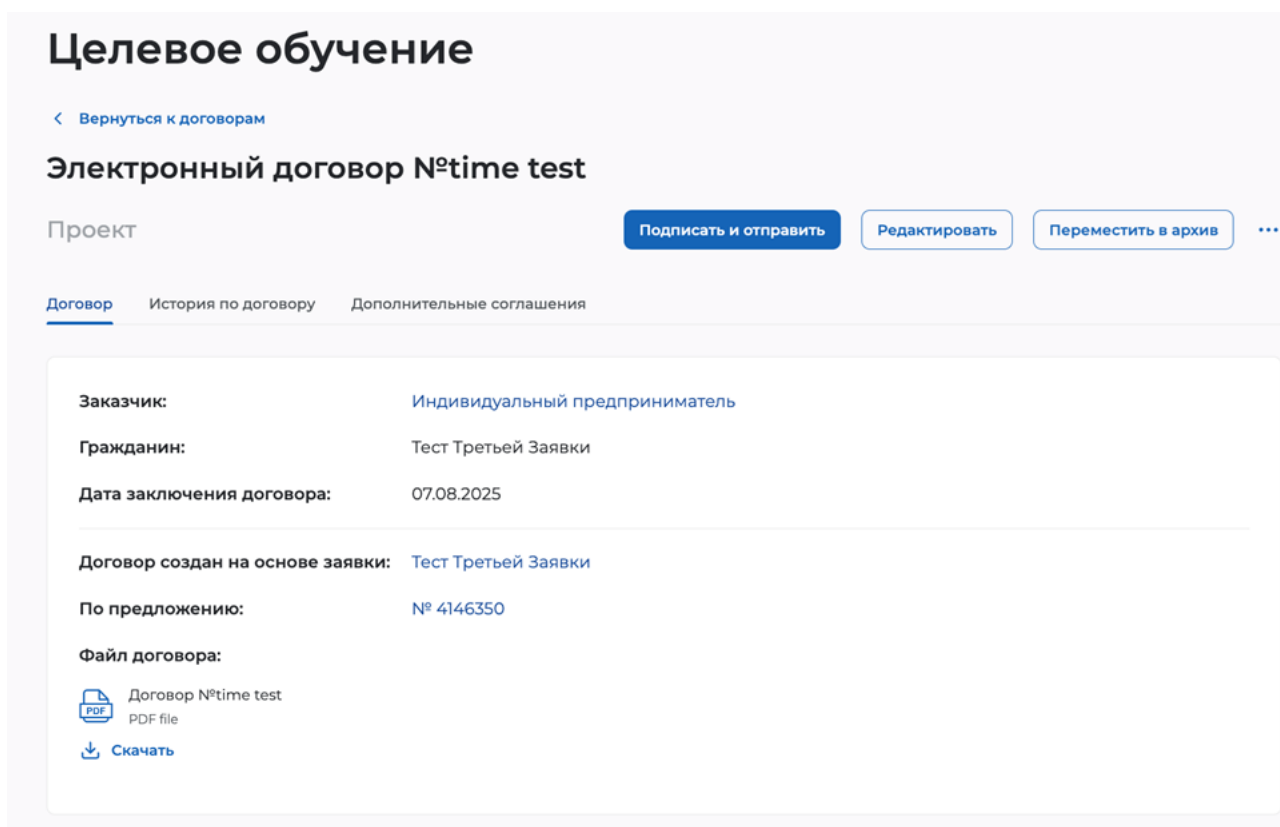 Целевое обучение
Вернуться к договорам
Электронный договор №time test
Проект
Подписать и отправить
Редактировать
Переместить в архив
Договор
История по договору
Дополнительные соглашения
Заказчик: Индивидуальный предприниматель
Гражданин: Тест Третьей Заявки
Дата заключения договора: 07.08.2025
Договор создан на основе заявки: Тест Третьей Заявки
По предложению: № 4146350
Файл договора:
PDF
Договор №time test
PDF file
Скачать